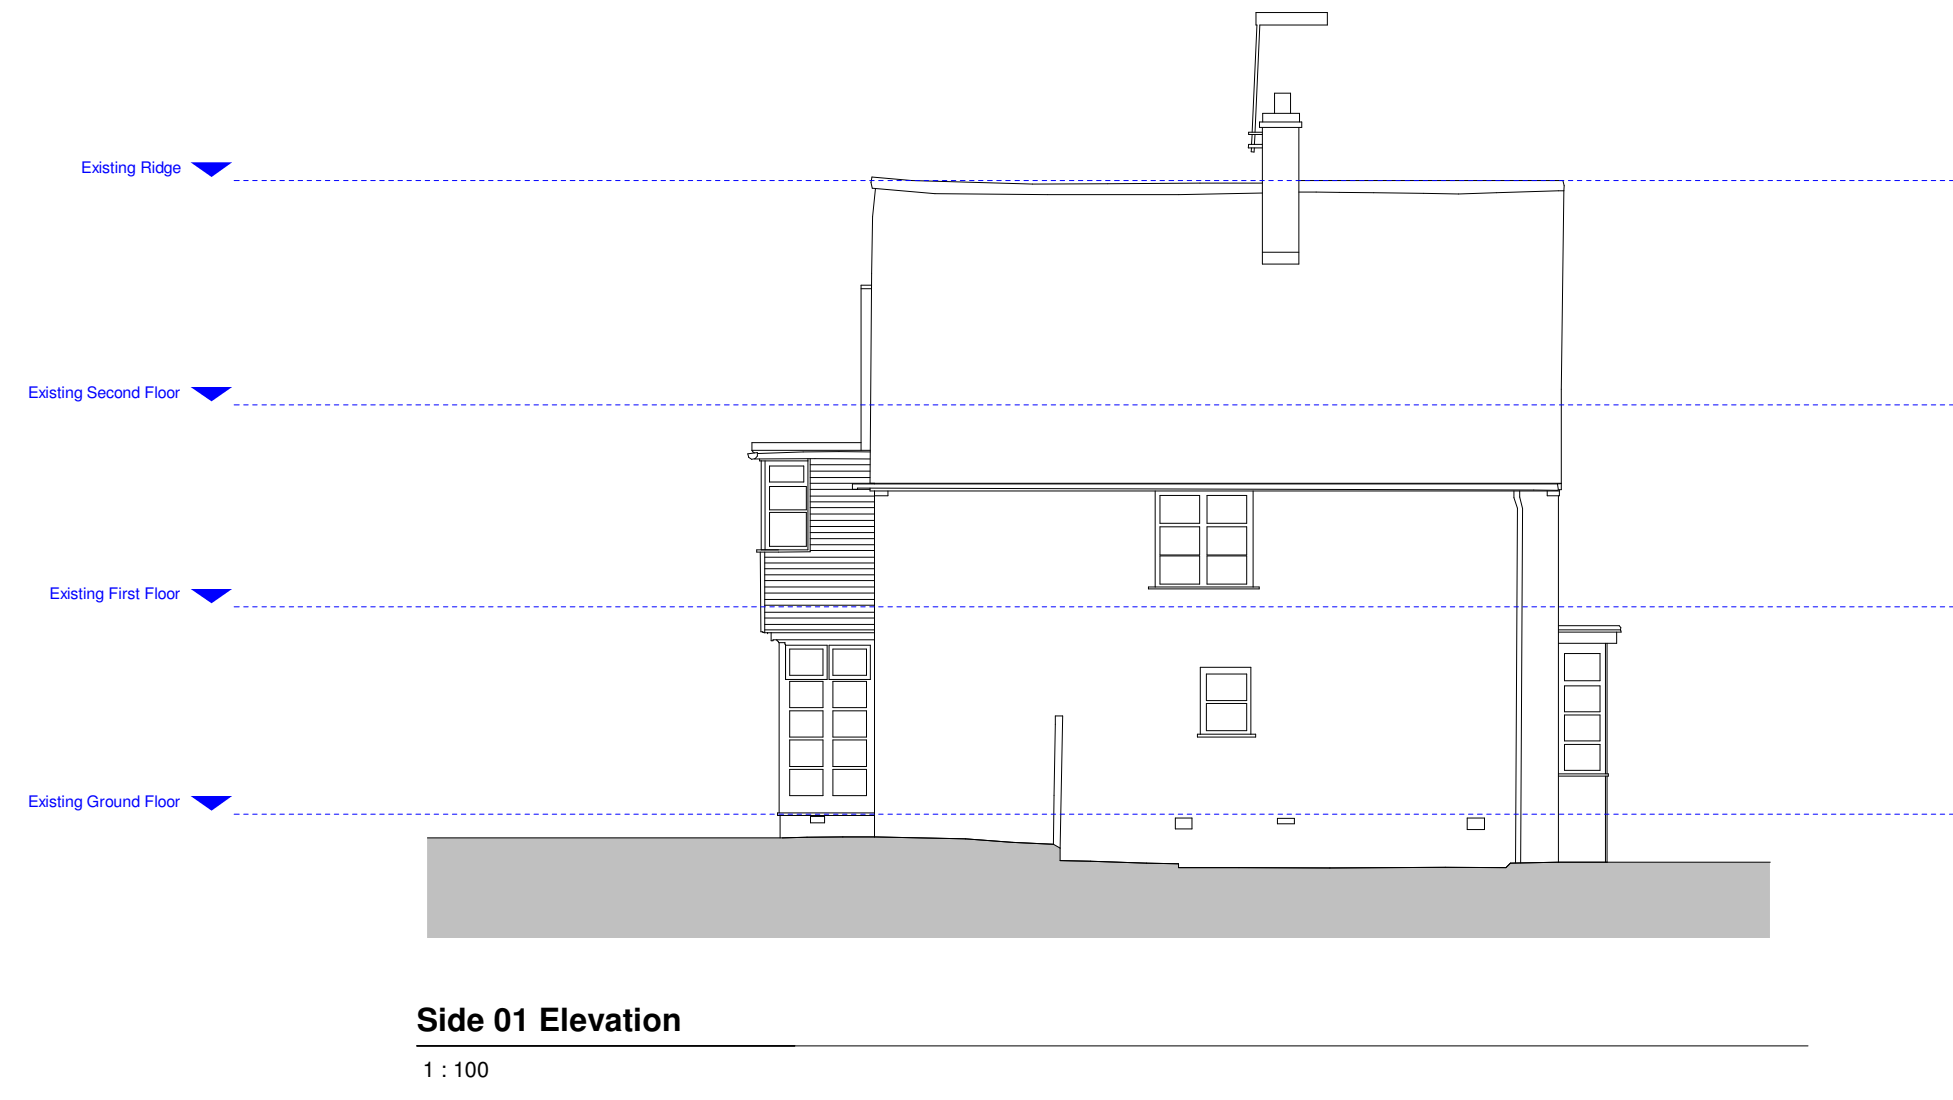 Existing Ridge
Existing Second Floor
Existing First Floor
Existing Ground Floor
Side 01 Elevation
1 : 100